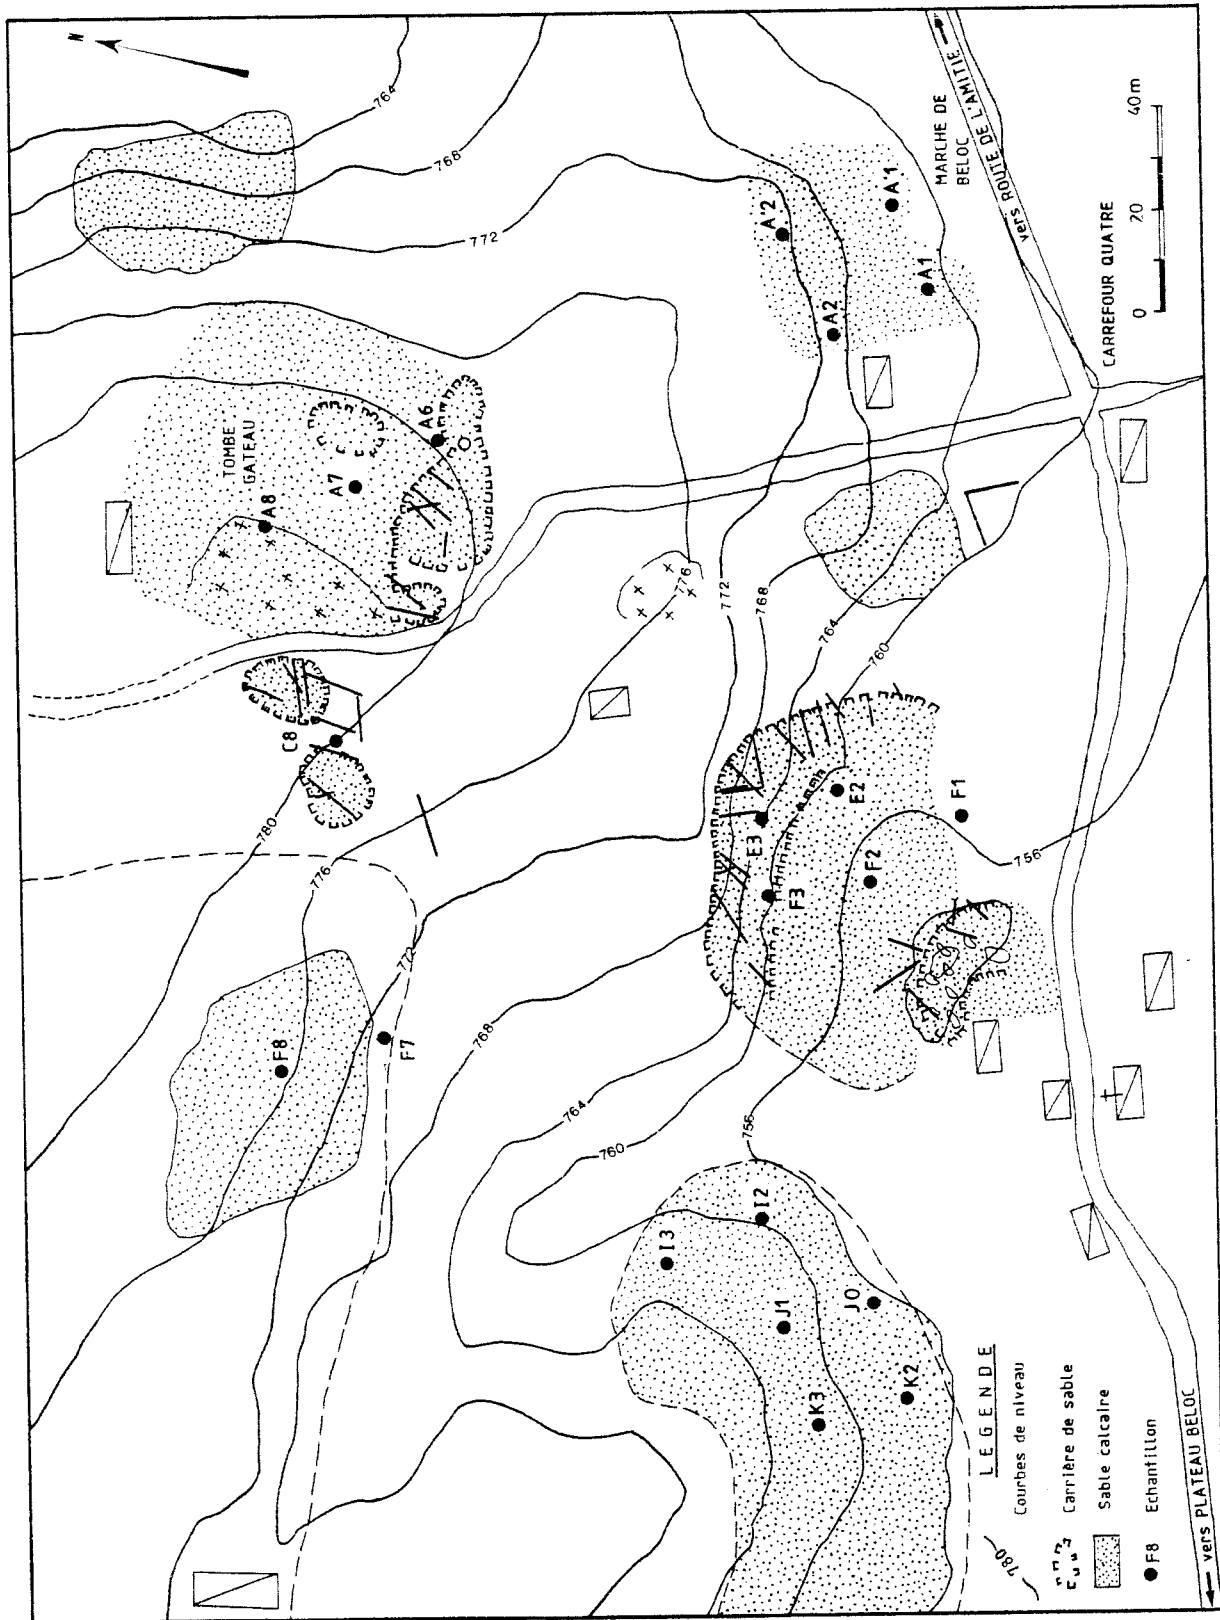 N
764
768
772
TOMBE
GATEAU
A8
A7
A6
C8
780
776
772
F8
F7
768
764
760
756
776
772
768
764
760
756
A'2
A2
A'1
A1
MARCHE DE
BELOC
vers ROUTE DE L'AMITIE
CARREFOUR QUATRE
0
20
40m
E3
E2
F3
F2
F1
I3
I2
J1
J0
K3
K2
LEGENDE
780
Courbes de niveau
Carrière de sable
Sable calcaire
F8
Echantillon
vers PLATEAU BELOC